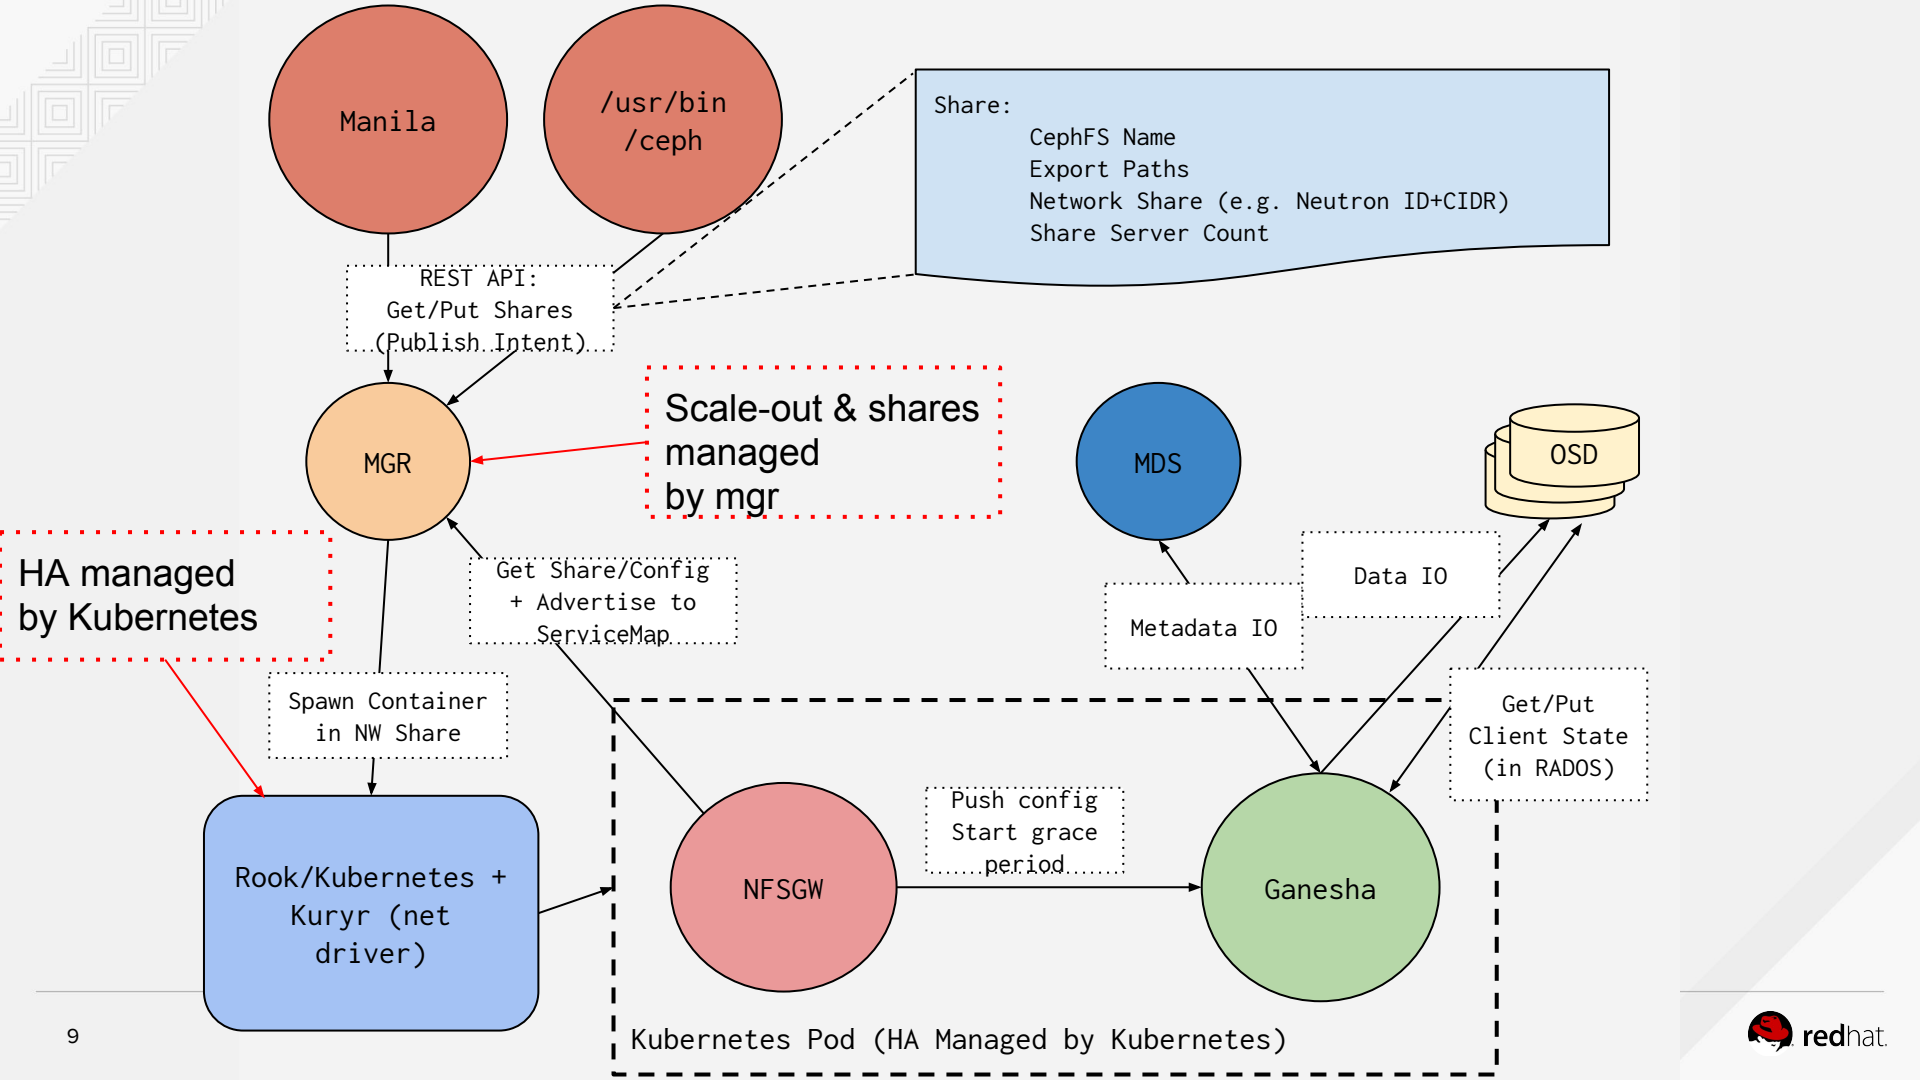 Manila
/usr/bin
/ceph
Share:
CephFS Name
Export Paths
Network Share (e.g. Neutron ID+CIDR)
Share Server Count
REST API:
Get/Put Shares
(Publish Intent)
MGR
Scale-out & shares
managed
by mgr
MDS
OSD
HA managed
by Kubernetes
Get Share/Config
+ Advertise to
ServiceMap
Data IO
Metadata IO
Spawn Container
in NW Share
Get/Put
Client State
(in RADOS)
Rook/Kubernetes +
Kuryr (net
driver)
NFSGW
Push config
Start grace
period
Ganesha
Kubernetes Pod (HA Managed by Kubernetes)
9
redhat.